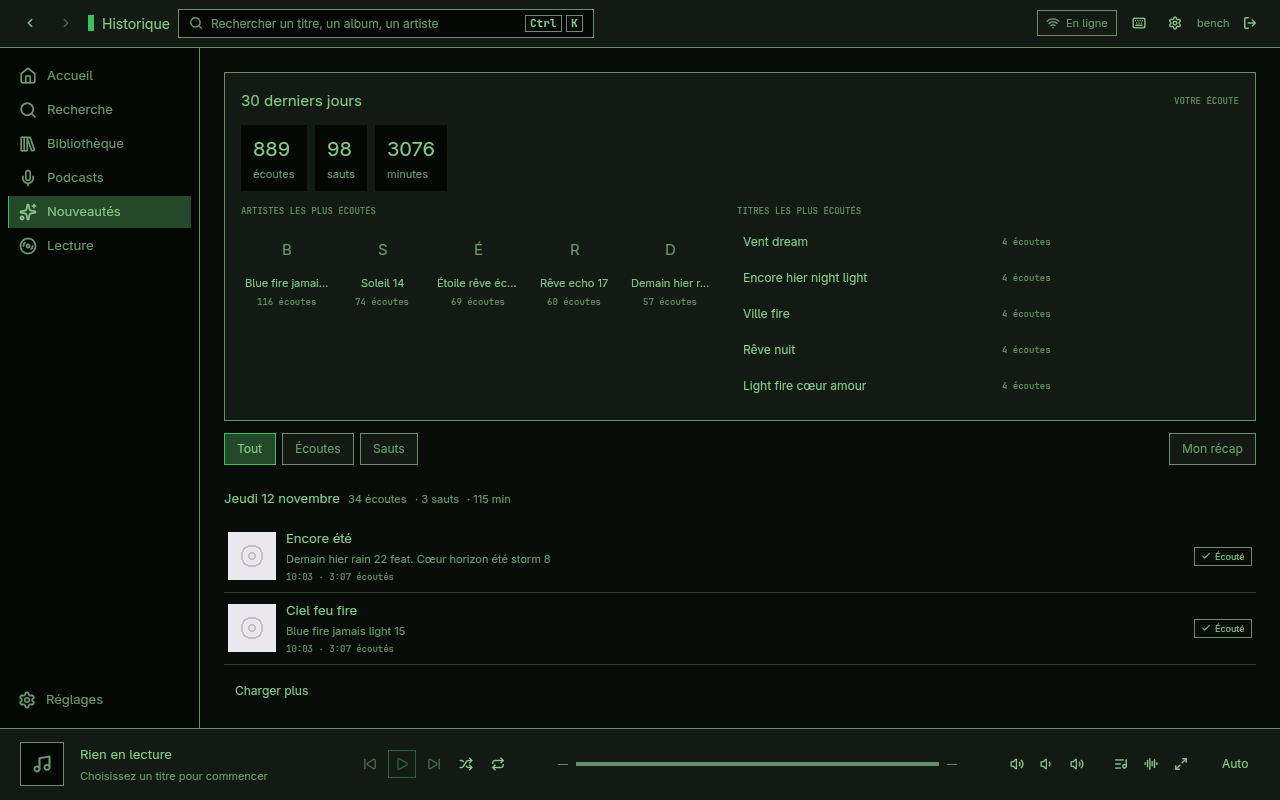 Historique
Rechercher un titre, un album, un artiste
Ctrl K
En ligne
bench
Accueil
Recherche
Bibliothèque
Podcasts
Nouveautés
Lecture
Réglages
30 derniers jours
VOTRE ÉCOUTE
889
écoutes
98
sauts
3076
minutes
ARTISTES LES PLUS ÉCOUTÉS
B
Blue fire jamai...
116 écoutes
S
Soleil 14
74 écoutes
É
Étoile rêve éc...
69 écoutes
R
Rêve echo 17
60 écoutes
D
Demain hier r...
57 écoutes
TITRES LES PLUS ÉCOUTÉS
Vent dream 4 écoutes
Encore hier night light 4 écoutes
Ville fire 4 écoutes
Rêve nuit 4 écoutes
Light fire cœur amour 4 écoutes
Tout
Écoutes
Sauts
Mon récap
Jeudi 12 novembre 34 écoutes · 3 sauts · 115 min
Encore été
Demain hier rain 22 feat. Cœur horizon été storm 8
10:03 · 3:07 écoutés
Écouté
Ciel feu fire
Blue fire jamais light 15
10:03 · 3:07 écoutés
Écouté
Charger plus
Rien en lecture
Choisissez un titre pour commencer
— —
Auto